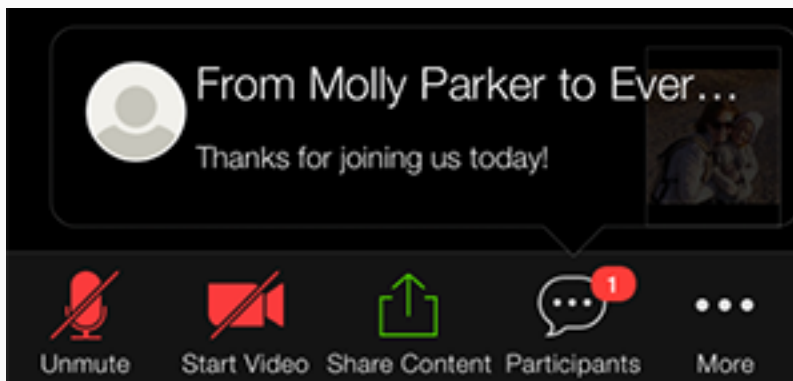 From Molly Parker to Ever...
Thanks for joining us today!
1
Unmute Start Video Share Content Participants More